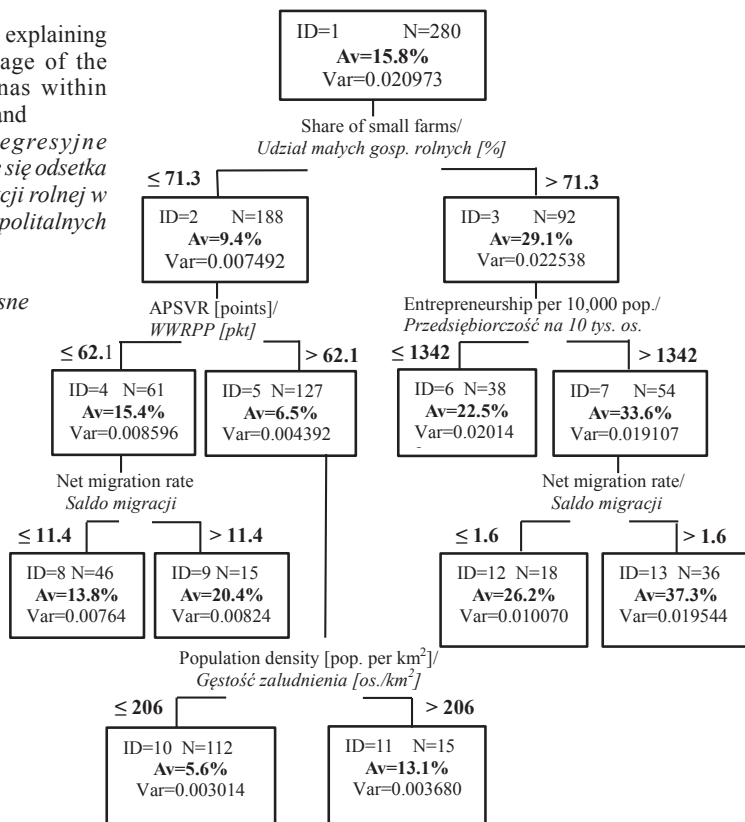 explaining
age of the
nas within
and
egresyjne
się odsetka
cji rolnej w
politalnych
sne
ID=1 N=280
Av=15.8%
Var=0.020973
Share of small farms/
Udział małych gosp. rolnych [%]
≤ 71.3
> 71.3
ID=2 N=188
Av=9.4%
Var=0.007492
ID=3 N=92
Av=29.1%
Var=0.022538
APSVR [points]/
WWRPP [pkt]
Entrepreneurship per 10,000 pop./
Przedsiębiorczość na 10 tys. os.
≤ 62.1
> 62.1
≤ 1342
> 1342
ID=4 N=61
Av=15.4%
Var=0.008596
ID=5 N=127
Av=6.5%
Var=0.004392
ID=6 N=38
Av=22.5%
Var=0.02014
ID=7 N=54
Av=33.6%
Var=0.019107
Net migration rate
Saldo migracji
Net migration rate/
Saldo migracji
≤ 11.4
> 11.4
≤ 1.6
> 1.6
ID=8 N=46
Av=13.8%
Var=0.00764
ID=9 N=15
Av=20.4%
Var=0.00824
ID=12 N=18
Av=26.2%
Var=0.010070
ID=13 N=36
Av=37.3%
Var=0.019544
Population density [pop. per km²]/
Gęstość zaludnienia [os./km²]
≤ 206
> 206
ID=10 N=112
Av=5.6%
Var=0.003014
ID=11 N=15
Av=13.1%
Var=0.003680